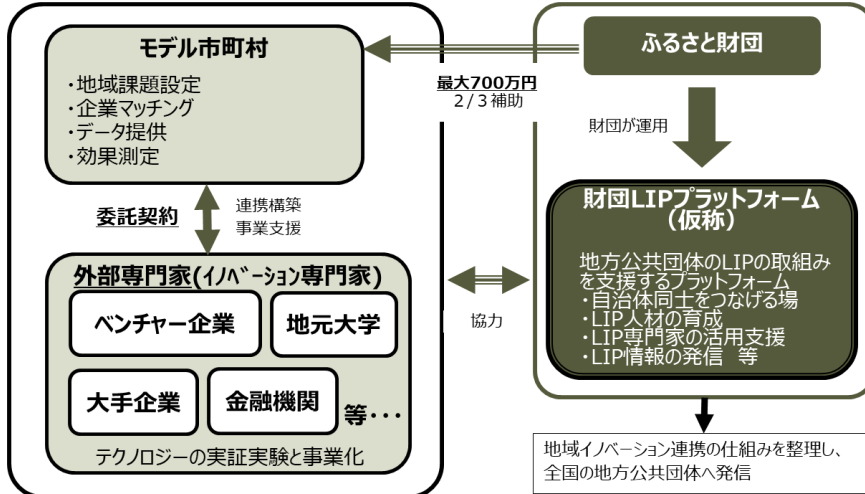 モデル市町村
・地域課題設定
・企業マッチング
・データ提供
・効果測定
最大700万円
2/3補助
ふるさと財団
財団が運用
委託契約
連携構築
事業支援
財団LIPプラットフォーム
(仮称)
地方公共団体のLIPの取組み
を支援するプラットフォーム
・自治体同士をつなげる場
・LIP人材の育成
・LIP専門家の活用支援
・LIP情報の発信 等
外部専門家(イノベーション専門家)
ベンチャー企業
地元大学
大手企業
金融機関
等・・・
テクノロジーの実証実験と事業化
協力
地域イノベーション連携の仕組みを整理し、
全国の地方公共団体へ発信